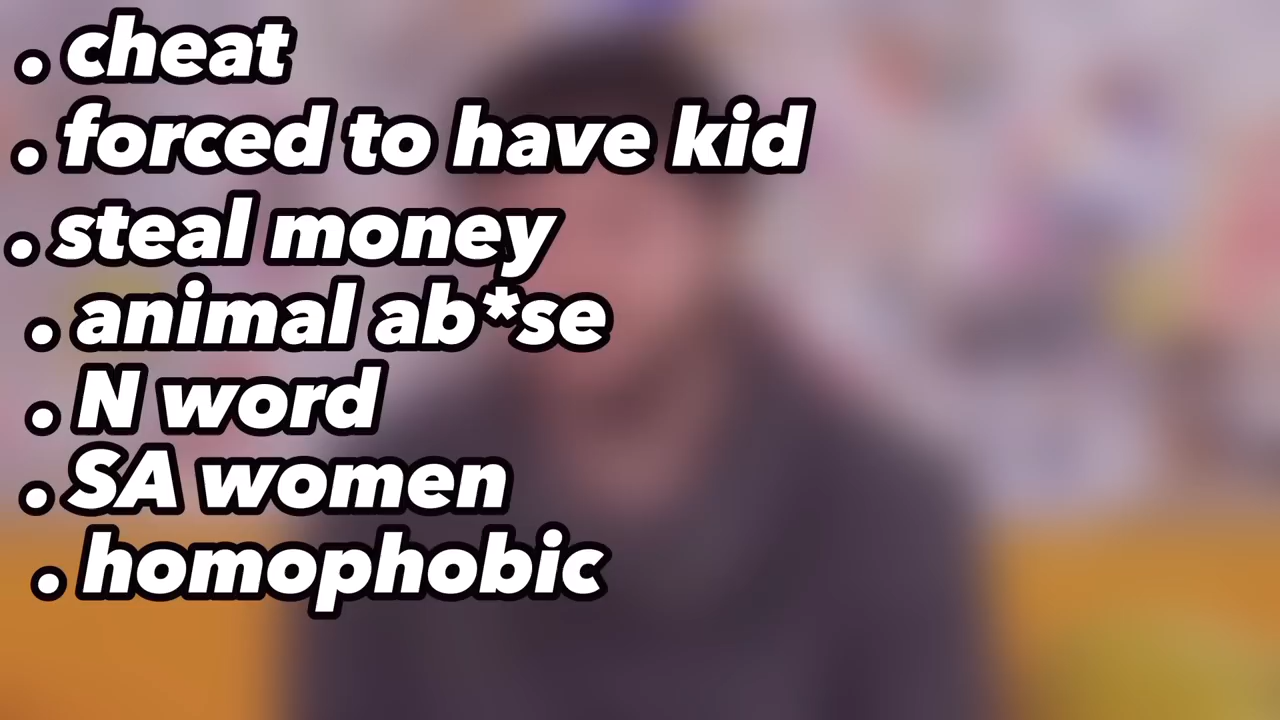 . cheat
. forced to have kid
. steal money
. animal ab*se
. N word
. SA women
. homophobic